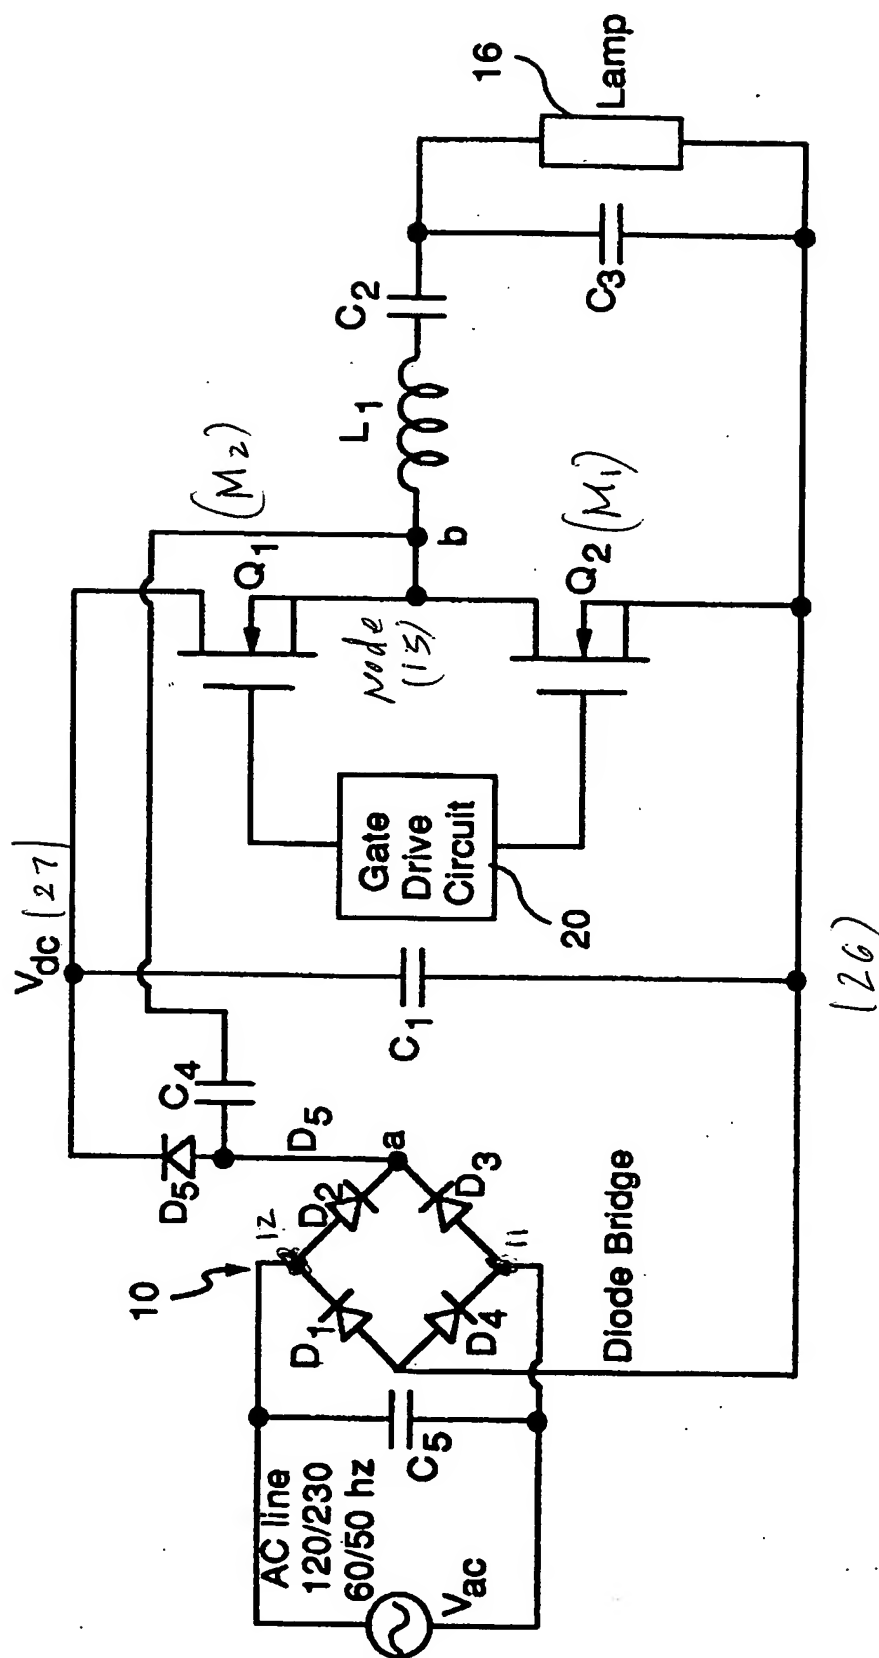 AC line
120/230
60/50 hz
Vac
C5
10
12
11
D1
D2
D3
D4
a
Diode Bridge
D5
D5
C4
Vdc (27)
C1
(26)
Gate
Drive
Circuit
20
Node
(15)
Q1
(M2)
Q2 (M1)
b
L1
C2
C3
16
Lamp